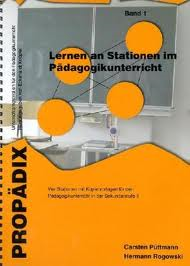 Band 1
Lernen an Stationen im
Pädagogikunterricht
PROPÄDIX
Vier Stationen mit Kopiervorlagen für den
Pädagogikunterricht in der Sekundarstufe II
Carsten Püttmann
Hermann Rogowski